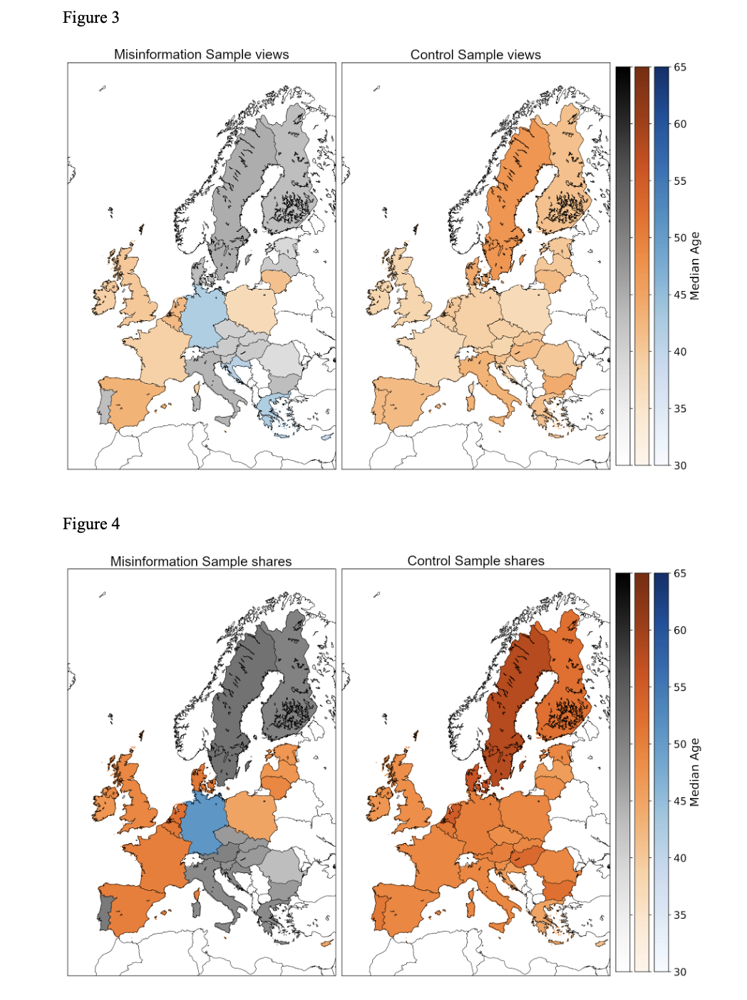 Figure 3
Misinformation Sample views
Control Sample views
65
60
55
50
45
40
35
30
Median Age
Figure 4
Misinformation Sample shares
Control Sample shares
65
60
55
50
45
40
35
30
Median Age